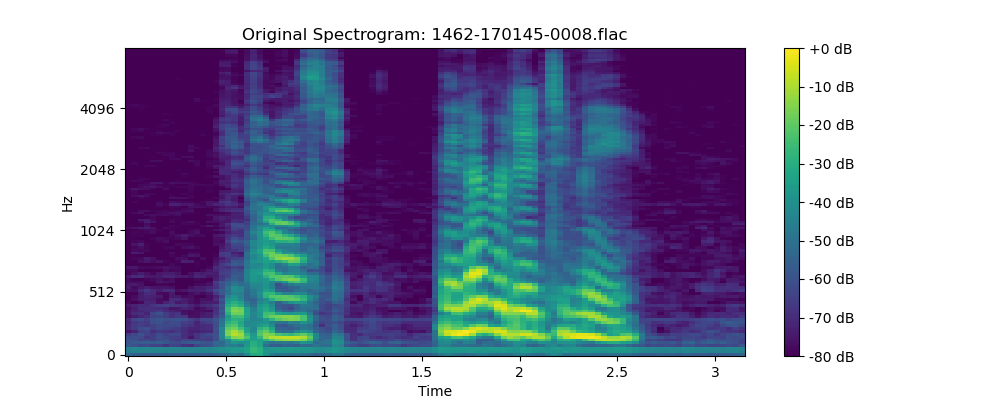 Original Spectrogram: 1462-170145-0008.flac
Hz
4096
2048
1024
512
0
0 0.5 1 1.5 2 2.5 3
Time
+0 dB
-10 dB
-20 dB
-30 dB
-40 dB
-50 dB
-60 dB
-70 dB
-80 dB